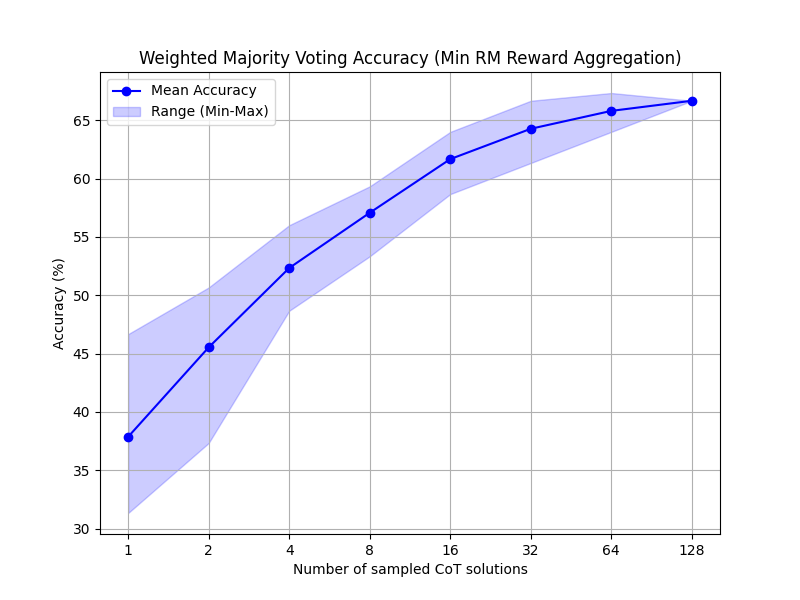 Weighted Majority Voting Accuracy (Min RM Reward Aggregation)
Mean Accuracy
Range (Min-Max)
Accuracy (%)
65
60
55
50
45
40
35
30
1 2 4 8 16 32 64 128
Number of sampled CoT solutions